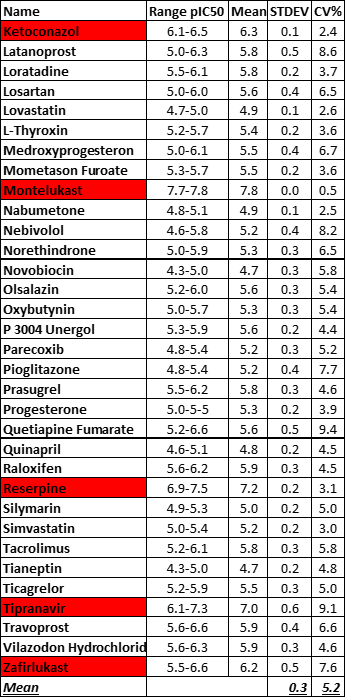 Name Range pIC50 Mean STDEV CV%
Ketoconazol 6.1-6.5 6.3 0.1 2.4
Latanoprost 5.0-6.3 5.8 0.5 8.6
Loratadine 5.5-6.1 5.8 0.2 3.7
Losartan 5.0-6.0 5.6 0.4 6.5
Lovastatin 4.7-5.0 4.9 0.1 2.6
L-Thyroxin 5.2-5.7 5.4 0.2 3.6
Medroxyprogesteron 5.0-6.1 5.5 0.4 6.7
Mometason Furoate 5.3-5.7 5.5 0.2 3.6
Montelukast 7.7-7.8 7.8 0.0 0.5
Nabumetone 4.8-5.1 4.9 0.1 2.5
Nebivolol 4.6-5.8 5.2 0.4 8.2
Norethindrone 5.0-5.9 5.3 0.3 6.5
Novobiocin 4.3-5.0 4.7 0.3 5.8
Olsalazin 5.2-6.0 5.6 0.3 5.4
Oxybutynin 5.0-5.7 5.3 0.3 5.4
P 3004 Unergol 5.3-5.9 5.6 0.2 4.4
Parecoxib 4.8-5.4 5.2 0.3 5.2
Pioglitazone 4.8-5.4 5.2 0.4 7.7
Prasugrel 5.5-6.2 5.8 0.3 4.6
Progesterone 5.0-5-5 5.3 0.2 3.9
Quetiapine Fumarate 5.2-6.6 5.6 0.5 9.4
Quinapril 4.6-5.1 4.8 0.2 4.5
Raloxifen 5.6-6.2 5.9 0.3 4.5
Reserpine 6.9-7.5 7.2 0.2 3.1
Silymarin 4.9-5.3 5.0 0.2 5.0
Simvastatin 5.0-5.4 5.2 0.2 3.0
Tacrolimus 5.2-6.1 5.8 0.3 5.8
Tianeptin 4.3-5.0 4.7 0.2 4.8
Ticagrelor 5.2-5.9 5.5 0.3 5.0
Tipranavir 6.1-7.3 7.0 0.6 9.1
Travoprost 5.6-6.6 5.9 0.4 6.6
Vilazodon Hydrochlorid 5.6-6.3 5.9 0.3 4.6
Zafirlukast 5.5-6.6 6.2 0.5 7.6
Mean 0.3 5.2